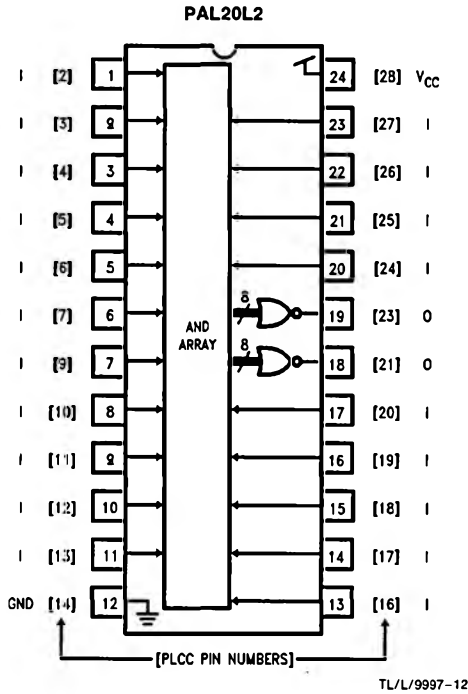 PAL20L2
I [2] 1 24 [28] VCC
I [3] 2 23 [27] I
I [4] 3 22 [26] I
I [5] 4 21 [25] I
I [6] 5 20 [24] I
I [7] 6 8 19 [23] O
AND
ARRAY
I [9] 7 8 18 [21] O
I [10] 8 17 [20] I
I [11] 9 16 [19] I
I [12] 10 15 [18] I
I [13] 11 14 [17] I
GND [14] 12 13 [16] I
[PLCC PIN NUMBERS]
TL/L/9997-12